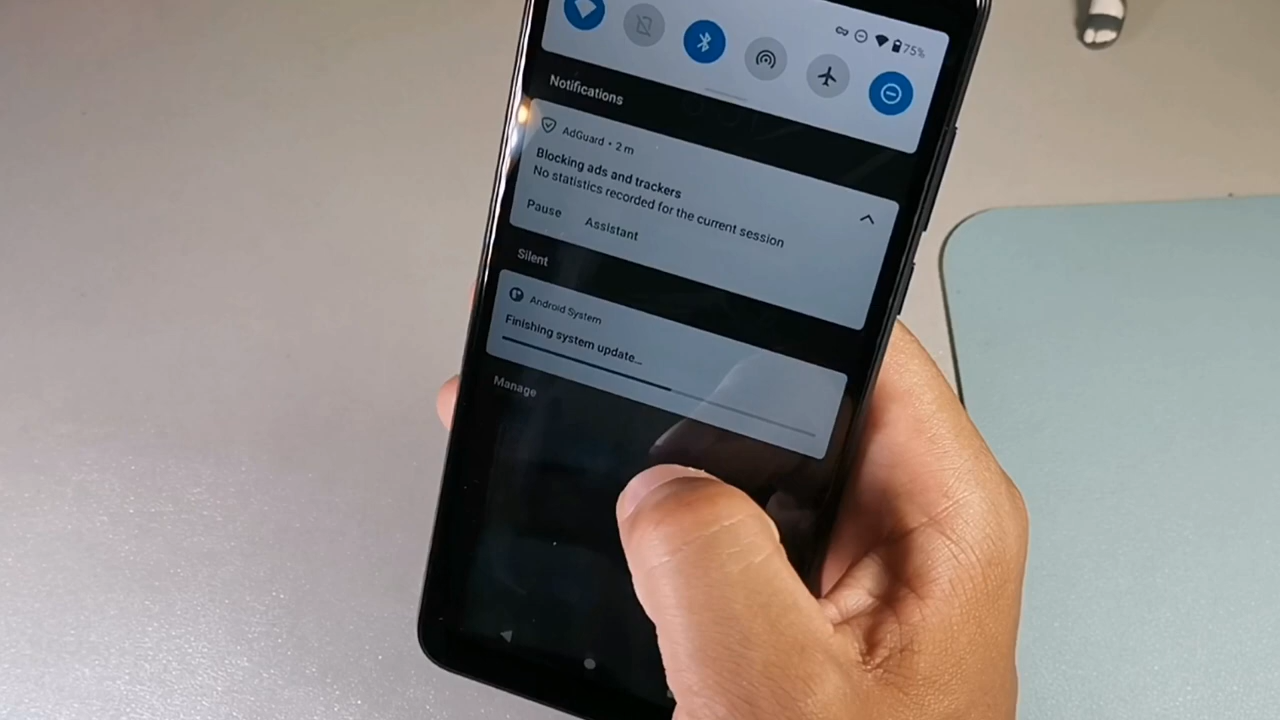 75%
Notifications
AdGuard • 2 m
Blocking ads and trackers
No statistics recorded for the current session
Pause Assistant
Silent
Android System
Finishing system update...
Manage